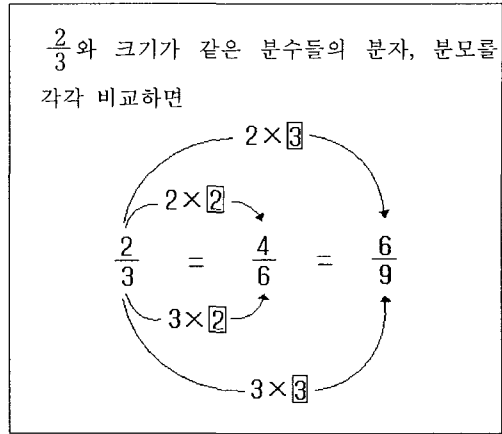 2/3와 크기가 같은 분수들의 분자, 분모를
각각 비교하면
2×3
2×2
2/3 = 4/6 = 6/9
3×2
3×3